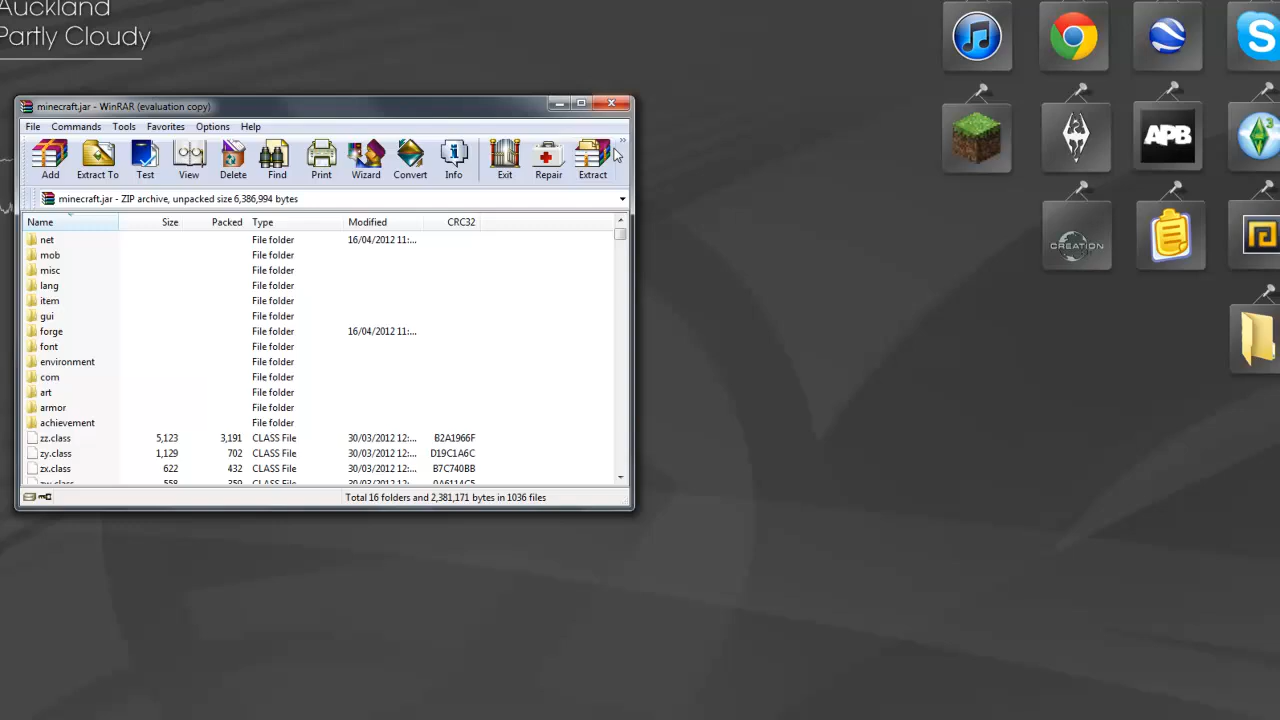 Auckland
Partly Cloudy
minecraft.jar - WinRAR (evaluation copy)
File Commands Tools Favorites Options Help
Add Extract To Test View Delete Find Print Wizard Convert Info Exit Repair Extract
minecraft.jar - ZIP archive, unpacked size 6,386,994 bytes
Name Size Packed Type Modified CRC32
net File folder 16/04/2012 11:...
mob File folder
misc File folder
lang File folder
item File folder
gui File folder
forge File folder 16/04/2012 11:...
font File folder
environment File folder
com File folder
art File folder
armor File folder
achievement File folder
zz.class 5,123 3,191 CLASS File 30/03/2012 12:... B2A1966F
zy.class 1,129 702 CLASS File 30/03/2012 12:... D19C1A6C
zx.class 622 432 CLASS File 30/03/2012 12:... B7C740BB
Total 16 folders and 2,381,171 bytes in 1036 files
APB
3
CREATION